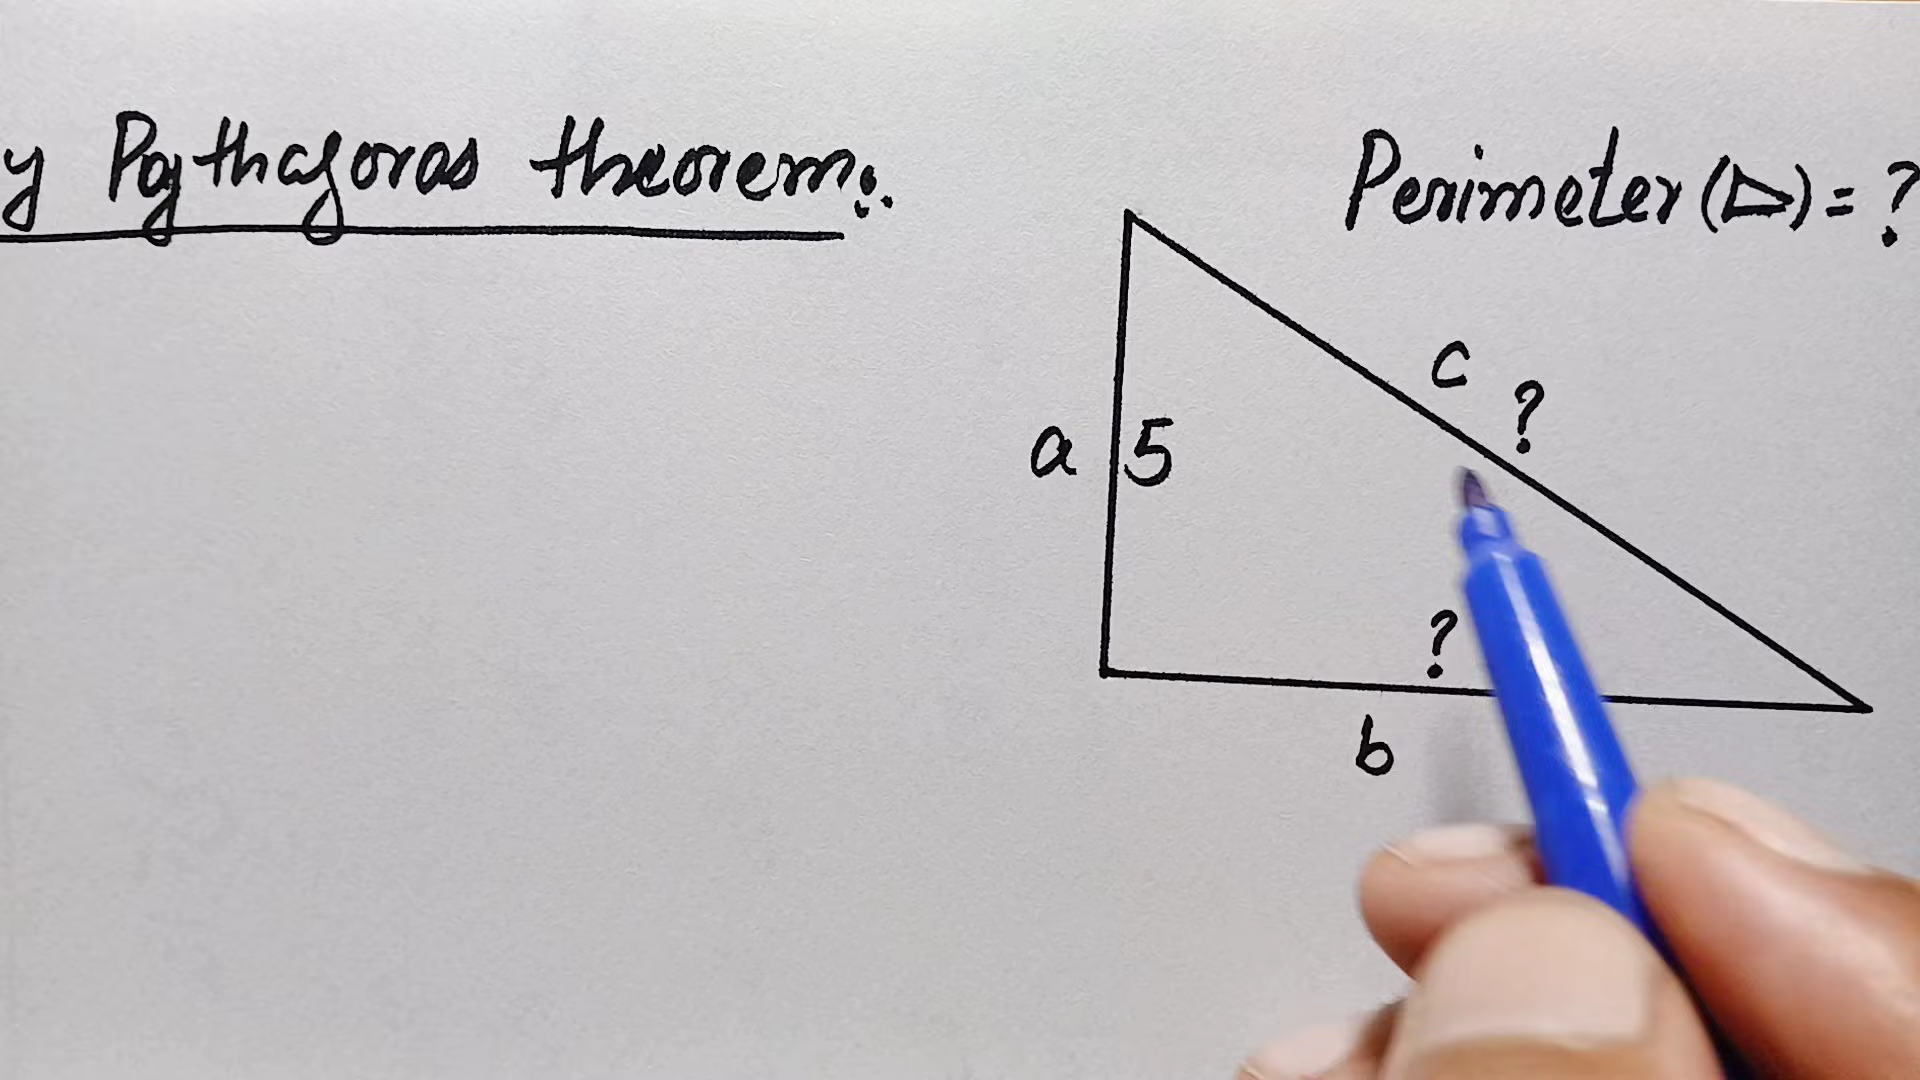 y Pythagoras theorem:.
Perimeter (▷) = ?
c
?
a 5
?
b